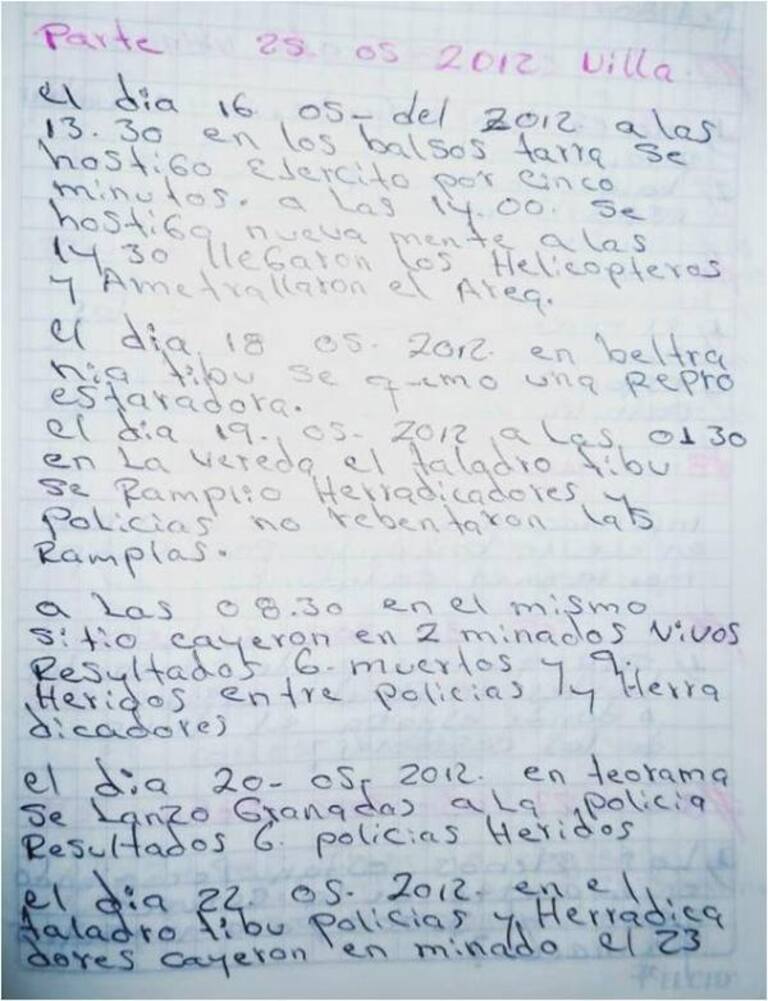 Parte 25 05 2012 Villa
el dia 16 05- del 2012 a las
13.30 en los balsos tarra se
hostiGo Ejercito por cinco
minutos. a las 14.00. se
hostiGo nueva mente a las
14 30 lleGaron los Helicopteros
y Ametrallaron el Area.
el dia 18 05. 2012. en beltra
nia tibu se quemo una Repro
estaradora.
el dia 19. 05. 2012 a las 0130
en La Vereda el taladro tibu
se Ramplio Herradicadores y
Policias no rebentaron las
Ramplas.
a Las 08.30 en el mismo
sitio cayeron en 2 minados Vivos
Resultados 6. muertos y 9.
Heridos entre policias y Herra
dicadores
el dia 20- 05, 2012. en teorama
se Lanzo Granadas a La policia
Resultados 6. policias Heridos
el dia 22. 05. 2012. en el
taladro tibu policias y Herradica
dores cayeron en minado el 23